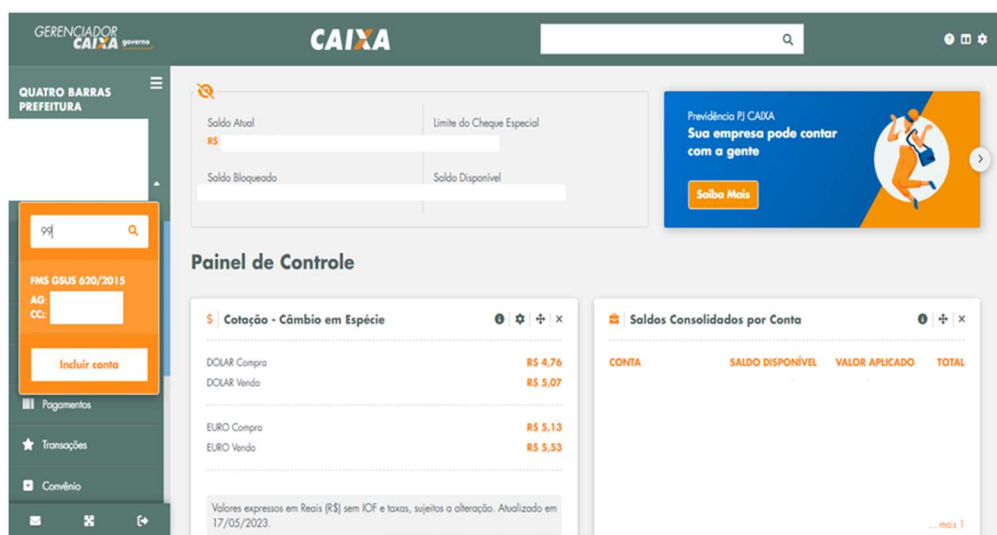 GERENCIADOR
CAIXA governo
CAIXA
QUATRO BARRAS
PREFEITURA
Saldo Atual
R$
Limite do Cheque Especial
Saldo Bloqueado
Saldo Disponível
Previdência PJ CAIXA
Sua empresa pode contar
com a gente
Saiba Mais
99
FMS GSUS 620/2015
AG:
CC:
Incluir conta
Pagamentos
Transações
Convênio
Painel de Controle
$ Cotação - Câmbio em Espécie
DOLAR Compra R$ 4,76
DOLAR Venda R$ 5,07
EURO Compra R$ 5,13
EURO Venda R$ 5,53
Valores expressos em Reais (R$) sem IOF e taxas, sujeitos a alteração. Atualizado em
17/05/2023.
Saldos Consolidados por Conta
CONTA SALDO DISPONÍVEL VALOR APLICADO TOTAL
... mais 1